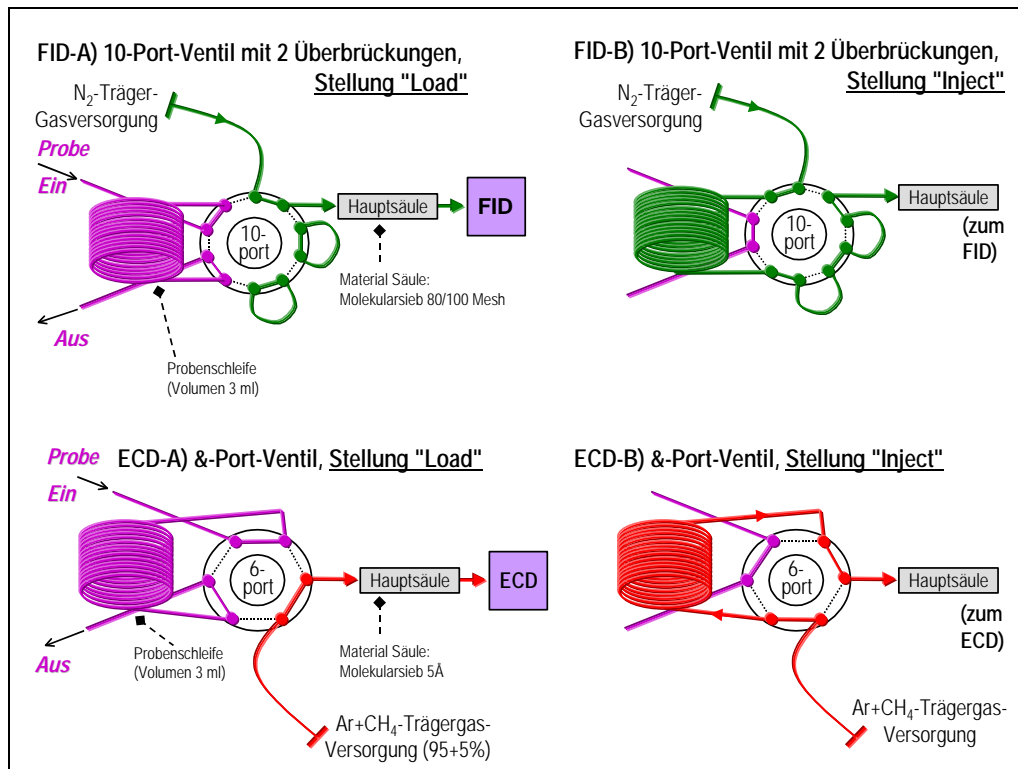 FID-A) 10-Port-Ventil mit 2 Überbrückungen,
Stellung "Load"
N2-Träger-
Gasversorgung
Probe
Ein
10-
port
Hauptsäule
FID
Material Säule:
Molekularsieb 80/100 Mesh
Aus
Probenschleife
(Volumen 3 ml)
FID-B) 10-Port-Ventil mit 2 Überbrückungen,
Stellung "Inject"
N2-Träger-
Gasversorgung
10-
port
Hauptsäule
(zum
FID)
ECD-A) &-Port-Ventil, Stellung "Load"
Probe
Ein
6-
port
Hauptsäule
ECD
Material Säule:
Molekularsieb 5Å
Probenschleife
(Volumen 3 ml)
Aus
Ar+CH4-Trägergas-
Versorgung (95+5%)
ECD-B) &-Port-Ventil, Stellung "Inject"
6-
port
Hauptsäule
(zum
ECD)
Ar+CH4-Trägergas-
Versorgung